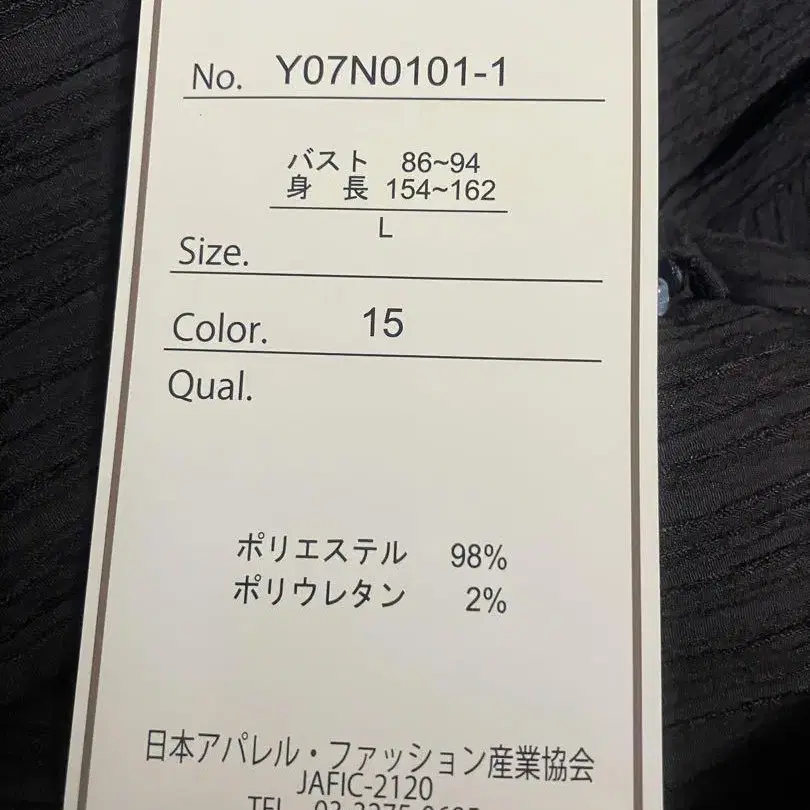 No. Y07N0101-1
バスト 86~94
身 長 154~162
L
Size.
Color. 15
Qual.
ポリエステル 98%
ポリウレタン 2%
日本アパレル・ファッション産業協会
JAFIC-2120
TEL